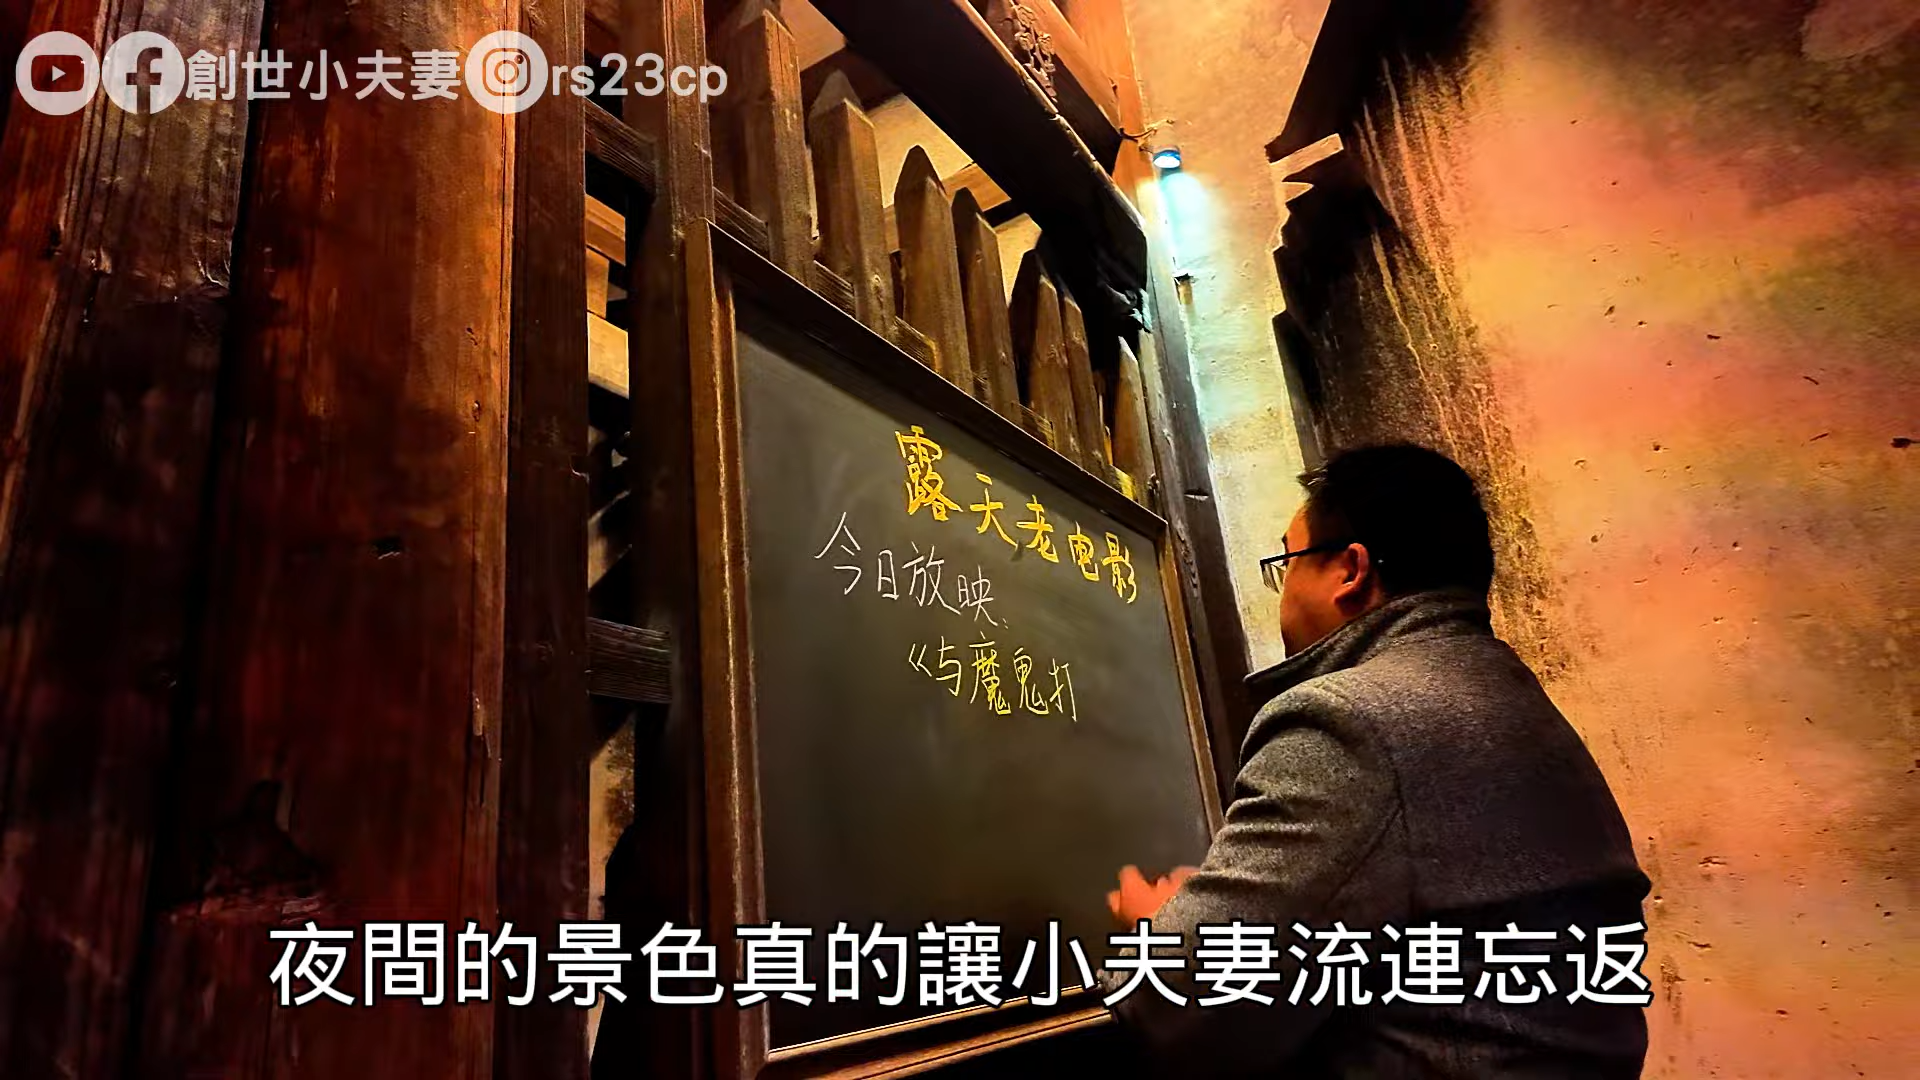 創世小夫妻 rs23cp
露天老电影
今日放映:
《与魔鬼打
夜間的景色真的讓小夫妻流連忘返